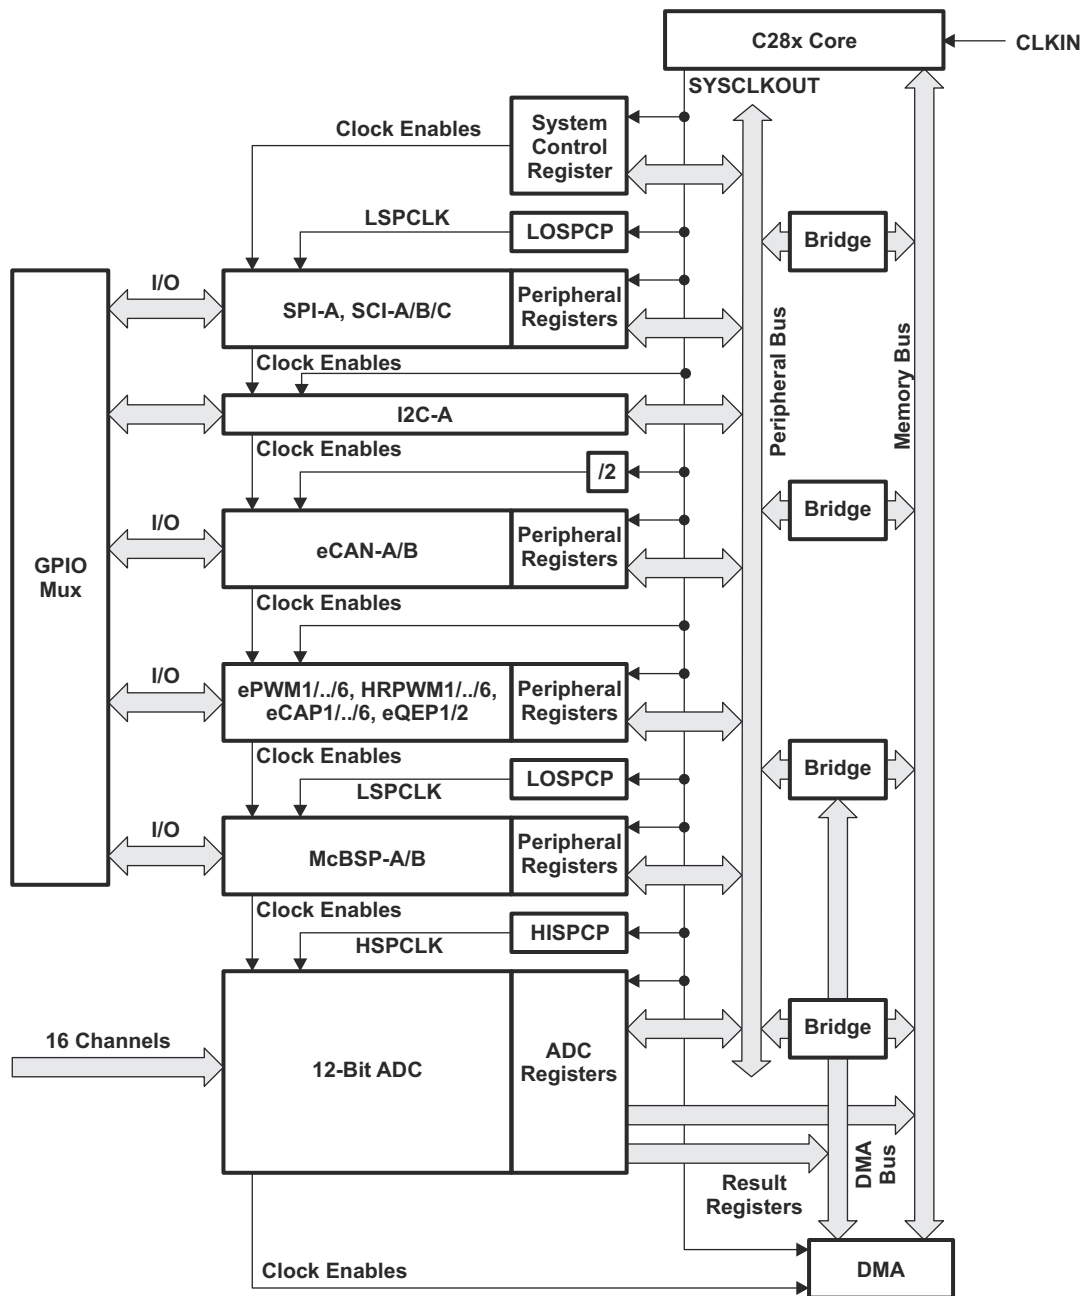 C28x Core
CLKIN
SYSCLKOUT
System
Control
Register
Clock Enables
LSPCLK
LOSPCP
Bridge
I/O
SPI-A, SCI-A/B/C
Peripheral
Registers
Peripheral Bus
Memory Bus
Clock Enables
I2C-A
Clock Enables
/2
Bridge
I/O
eCAN-A/B
Peripheral
Registers
GPIO
Mux
Clock Enables
I/O
ePWM1/../6, HRPWM1/../6,
eCAP1/../6, eQEP1/2
Peripheral
Registers
Clock Enables
LSPCLK
LOSPCP
Bridge
I/O
McBSP-A/B
Peripheral
Registers
Clock Enables
HSPCLK
HISPCP
16 Channels
12-Bit ADC
ADC
Registers
Bridge
DMA
Bus
Result
Registers
Clock Enables
DMA